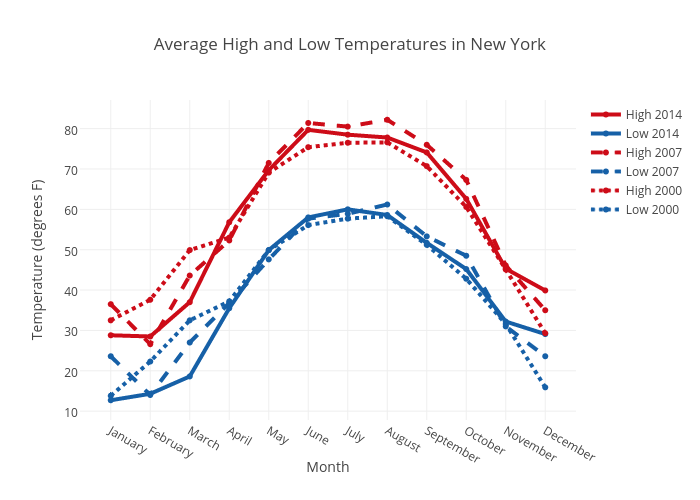 Average High and Low Temperatures in New York
High 2014
Low 2014
High 2007
Low 2007
High 2000
Low 2000
Temperature (degrees F)
80
70
60
50
40
30
20
10
January
February
March
April
May
June
July
August
September
October
November
December
Month